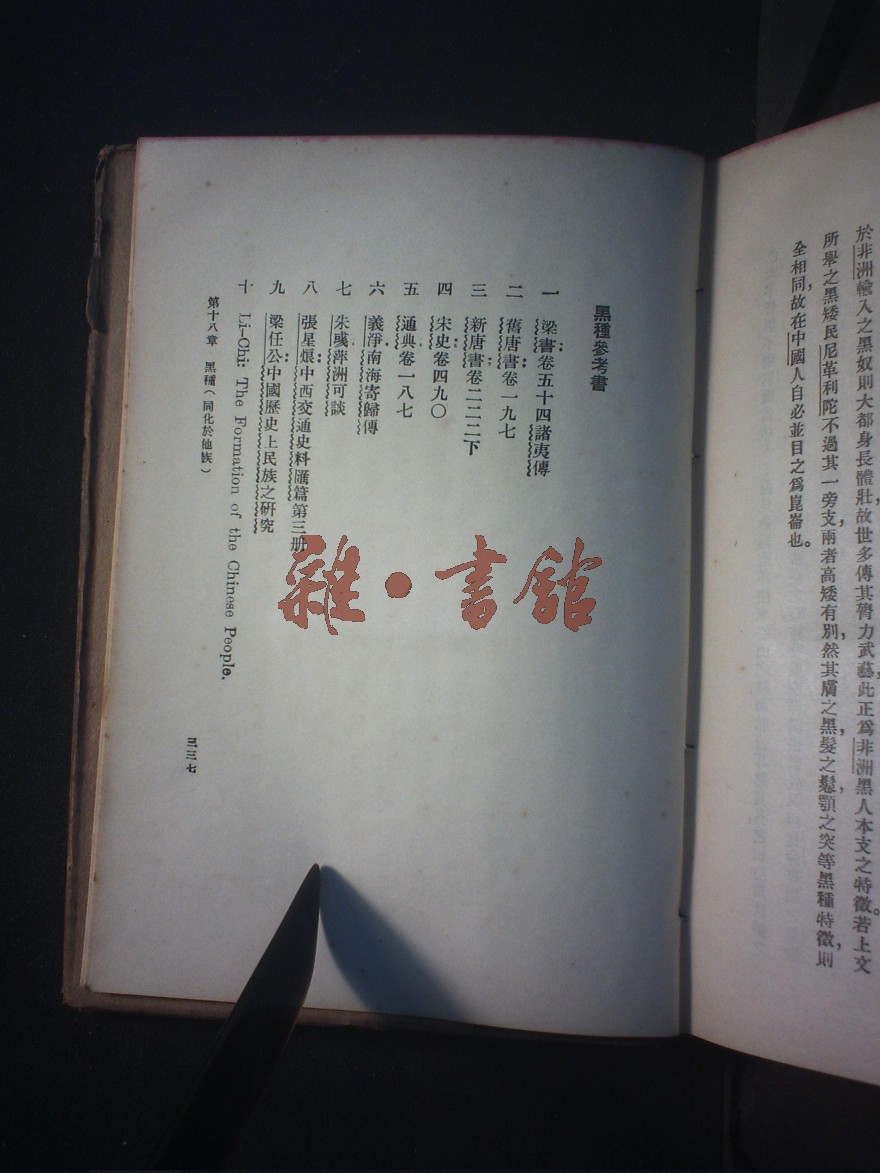 於非洲輸入之黑奴則大都身長體壯，故世多傳其膂力武藝，此正爲非洲黑人本支之特徵。若上文
所舉之黑矮民尼革利陀不過其一旁支，兩者高矮有別，然其膚之黑，髮之鬈，顎之突等黑種特徵，則
全相同，故在中國人自必並目之爲崑崙也。
黑種參考書
一 梁書卷五十四諸夷傳
二 舊唐書卷一九七
三 新唐書卷二二二下
四 宋史卷四九〇
五 通典卷一八七
六 義淨：南海寄歸傳
七 朱彧：萍洲可談
八 張星烺：中西交通史料匯篇第三册
九 梁任公：中國歷史上民族之研究
十 Li-Chi: The Formation of the Chinese People.
第十八章 黑種（同化於他族）
三三七
雜·書館